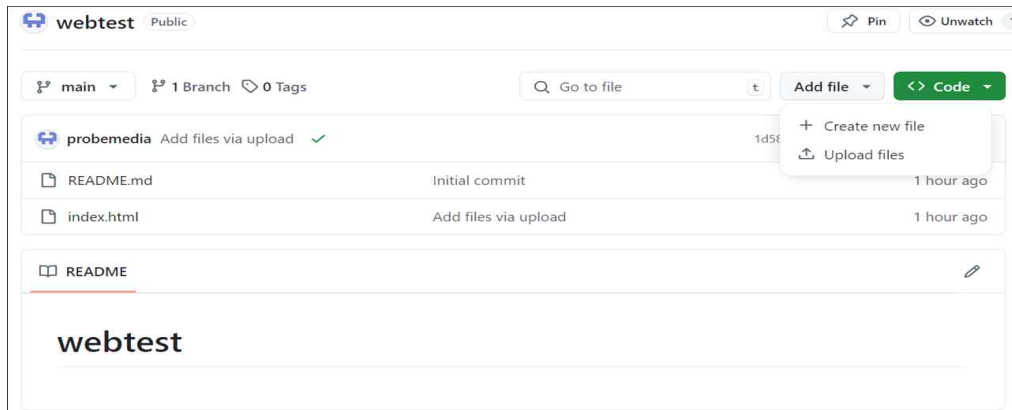 webtest Public Pin Unwatch
main 1 Branch 0 Tags Go to file t Add file <> Code
Create new file
Upload files
probemedia Add files via upload 1d58
README.md Initial commit 1 hour ago
index.html Add files via upload 1 hour ago
README
webtest